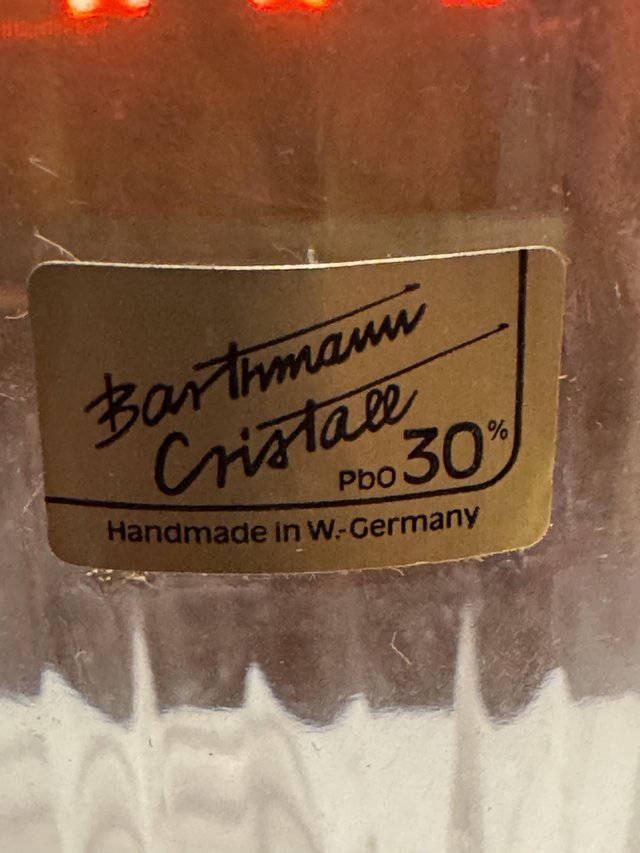 Barthmann
Cristall
PbO 30%
Handmade in W.-Germany